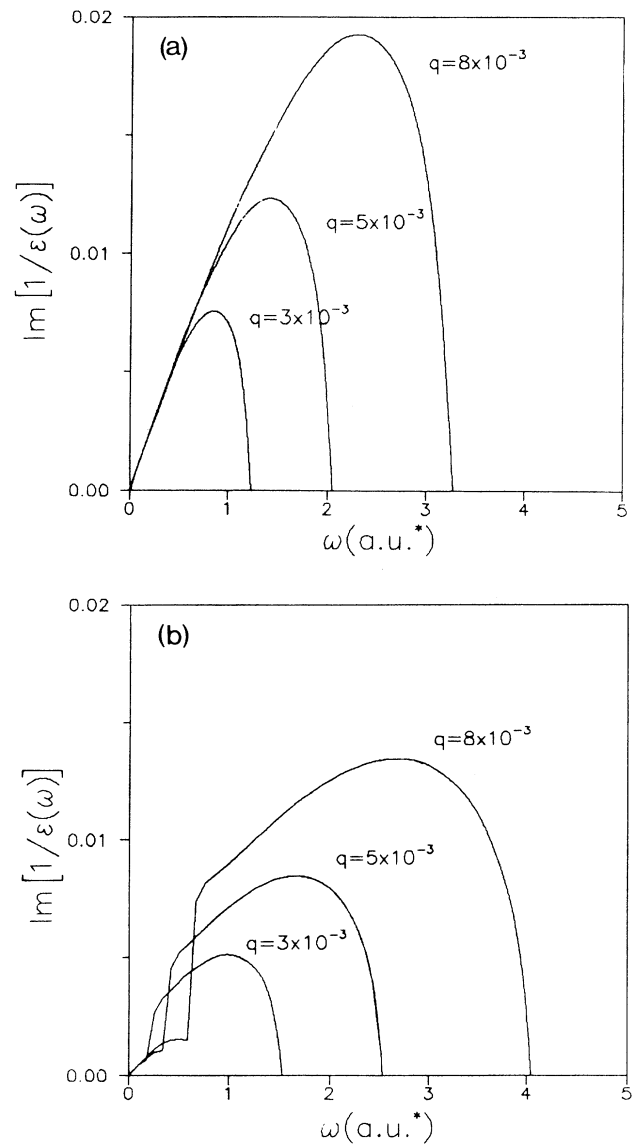 (a)
0.02
0.01
0.00
Im [1/ε(ω)]
q=8x10⁻³
q=5x10⁻³
q=3x10⁻³
0 1 2 3 4 5
ω(a.u.*)
(b)
0.02
0.01
0.00
Im [1/ε(ω)]
q=8x10⁻³
q=5x10⁻³
q=3x10⁻³
0 1 2 3 4 5
ω(a.u.*)